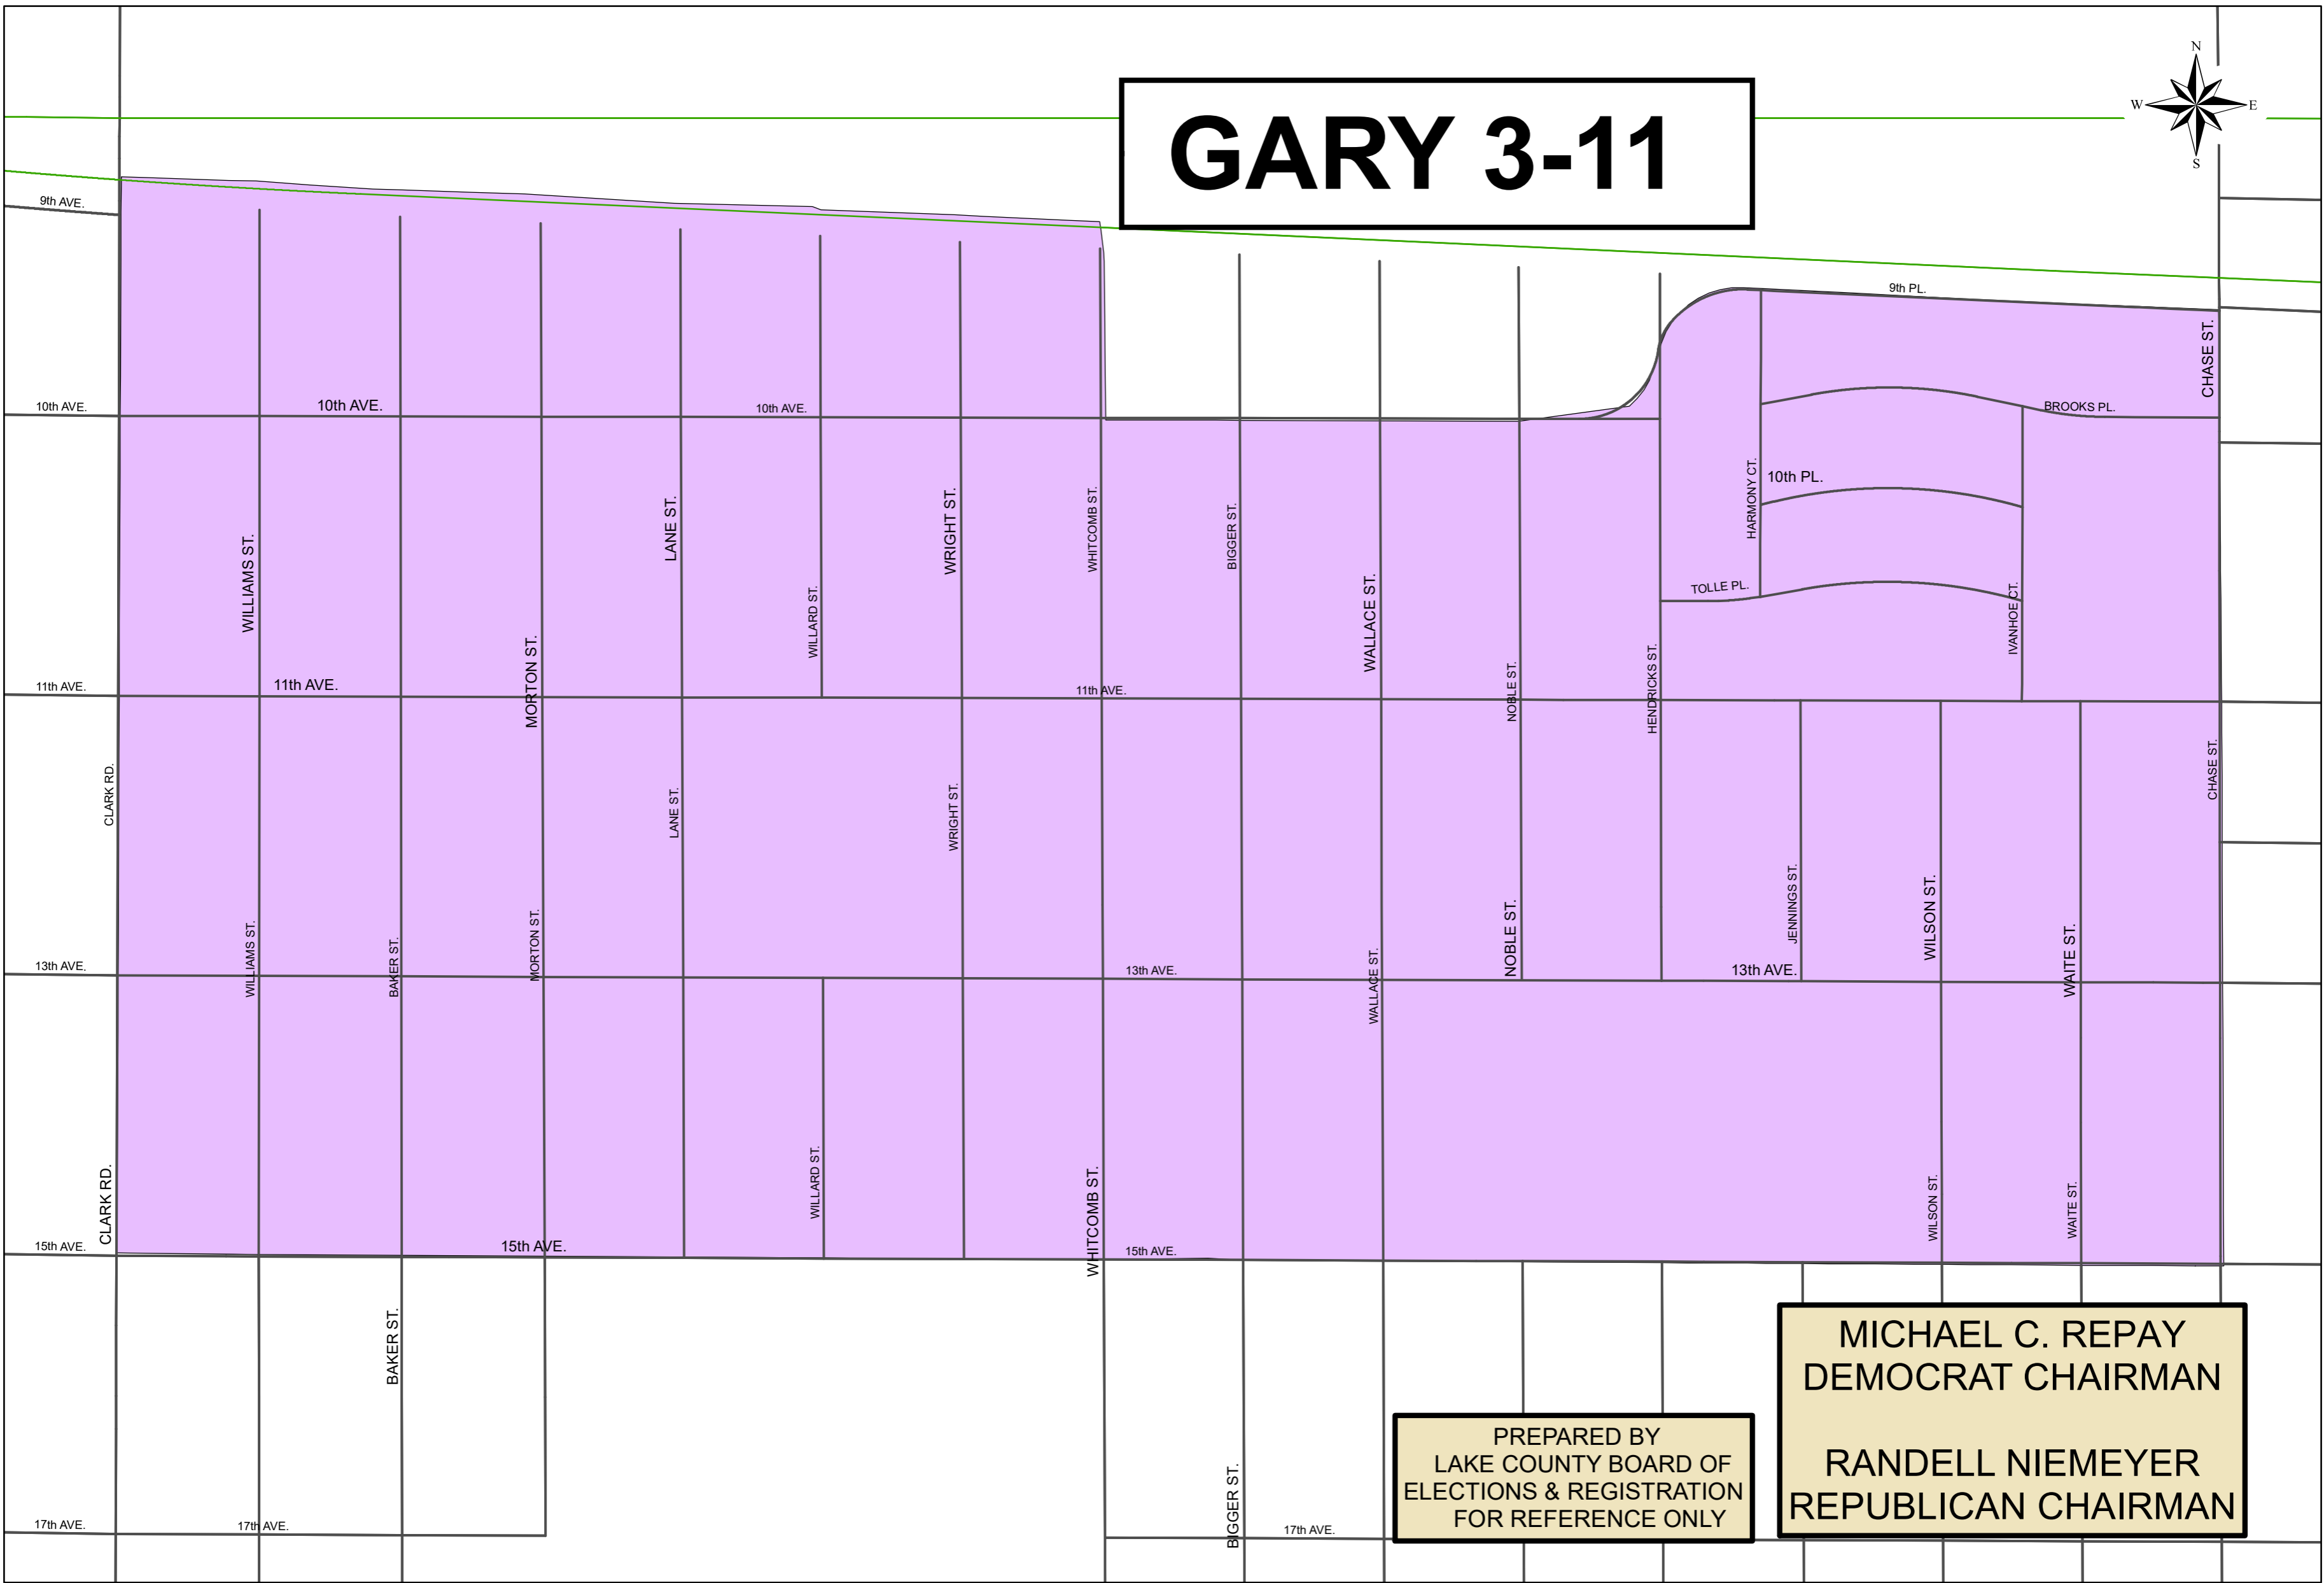 GARY 3-11
N
W
E
S
9th AVE.
9th PL.
CHASE ST.
10th AVE.
10th AVE.
10th AVE.
BROOKS PL.
WILLIAMS ST.
LANE ST.
WRIGHT ST.
WHITCOMB ST.
BIGGER ST.
HARMONY CT.
10th PL.
MORTON ST.
WILLARD ST.
WALLACE ST.
NOBLE ST.
HENDRICKS ST.
TOLLE PL.
IVANHOE CT.
11th AVE.
11th AVE.
11th AVE.
CLARK RD.
LANE ST.
WRIGHT ST.
CHASE ST.
WILLIAMS ST.
BAKER ST.
MORTON ST.
WALLACE ST.
NOBLE ST.
JENNINGS ST.
WILSON ST.
WAITE ST.
13th AVE.
13th AVE.
13th AVE.
CLARK RD.
WILLARD ST.
WHITCOMB ST.
WILSON ST.
WAITE ST.
15th AVE.
15th AVE.
15th AVE.
BAKER ST.
BIGGER ST.
17th AVE.
17th AVE.
17th AVE.
PREPARED BY
LAKE COUNTY BOARD OF
ELECTIONS & REGISTRATION
FOR REFERENCE ONLY
MICHAEL C. REPAY
DEMOCRAT CHAIRMAN
RANDELL NIEMEYER
REPUBLICAN CHAIRMAN